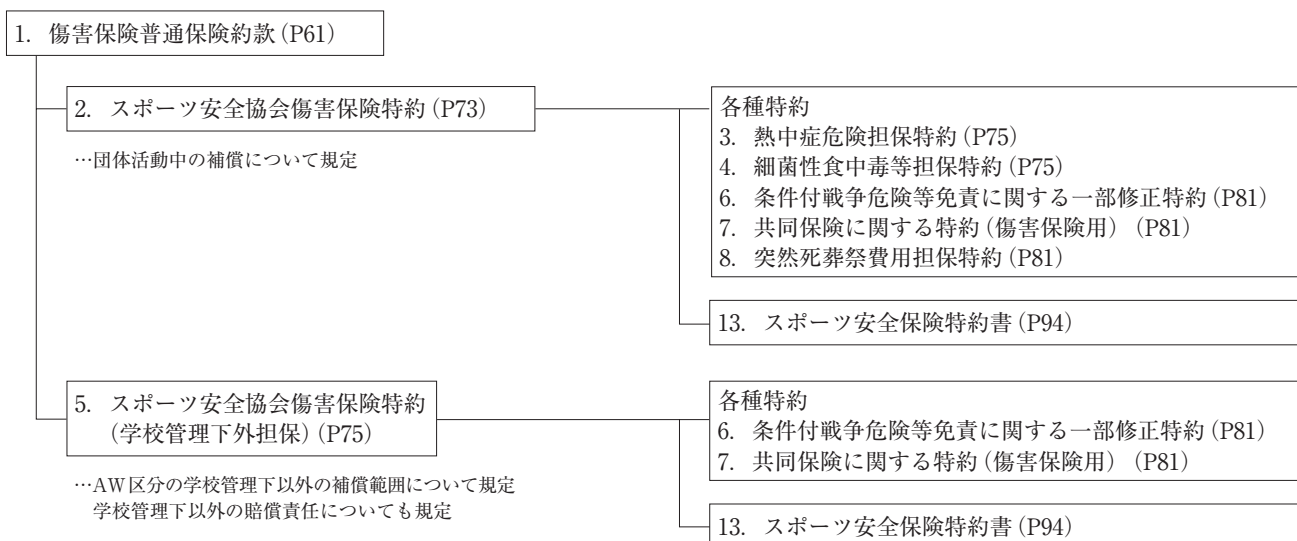 1. 傷害保険普通保険約款(P61)
2. スポーツ安全協会傷害保険特約(P73)
…団体活動中の補償について規定
各種特約
3. 熱中症危険担保特約(P75)
4. 細菌性食中毒等担保特約(P75)
6. 条件付戦争危険等免責に関する一部修正特約(P81)
7. 共同保険に関する特約(傷害保険用) (P81)
8. 突然死葬祭費用担保特約(P81)
13. スポーツ安全保険特約書(P94)
5. スポーツ安全協会傷害保険特約
(学校管理下外担保)(P75)
…AW区分の学校管理下以外の補償範囲について規定
学校管理下以外の賠償責任についても規定
各種特約
6. 条件付戦争危険等免責に関する一部修正特約(P81)
7. 共同保険に関する特約(傷害保険用) (P81)
13. スポーツ安全保険特約書(P94)